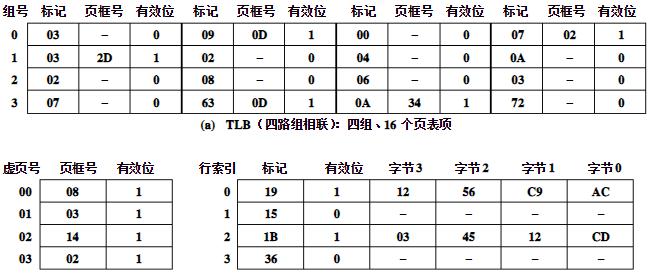 组号 标记 页框号 有效位 标记 页框号 有效位 标记 页框号 有效位 标记 页框号 有效位
0 03 – 0 09 0D 1 00 – 0 07 02 1
1 03 2D 1 02 – 0 04 – 0 0A – 0
2 02 – 0 08 – 0 06 – 0 03 – 0
3 07 – 0 63 0D 1 0A 34 1 72 – 0
(a) TLB（四路组相联）：四组、16 个页表项
虚页号 页框号 有效位 行索引 标记 有效位 字节3 字节2 字节1 字节0
00 08 1 0 19 1 12 56 C9 AC
01 03 1 1 15 0 – – – –
02 14 1 2 1B 1 03 45 12 CD
03 02 1 3 36 0 – – – –